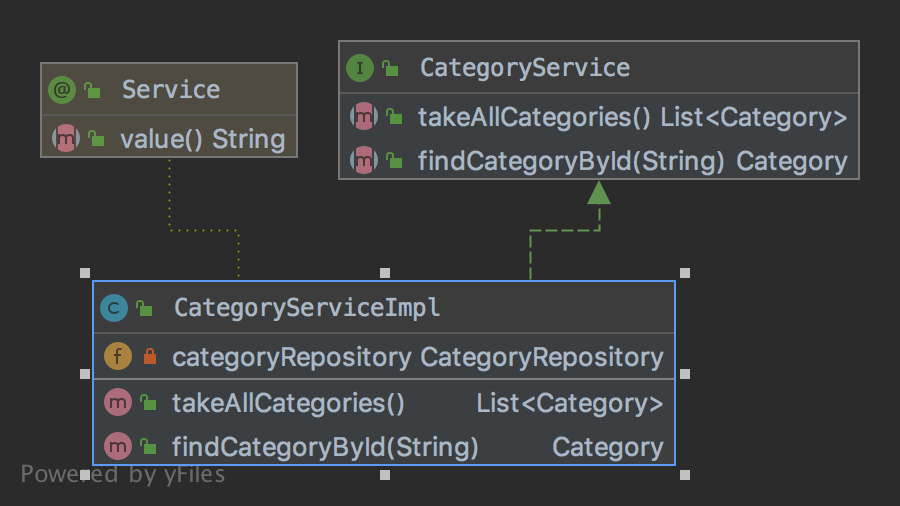 @ Service
m value() String
I CategoryService
m takeAllCategories() List<Category>
m findCategoryById(String) Category
C CategoryServiceImpl
f categoryRepository CategoryRepository
m takeAllCategories() List<Category>
m findCategoryById(String) Category
Powered by yFiles